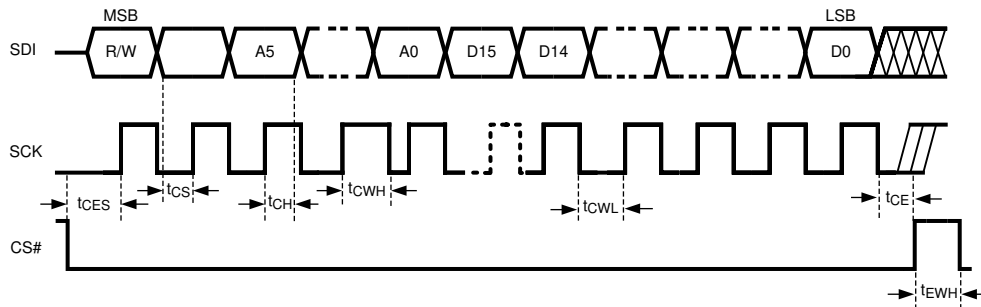 MSB LSB
SDI R/W A5 A0 D15 D14 D0
SCK
tCS tCWH
tCES tCH tCWL tCE
CS#
tEWH